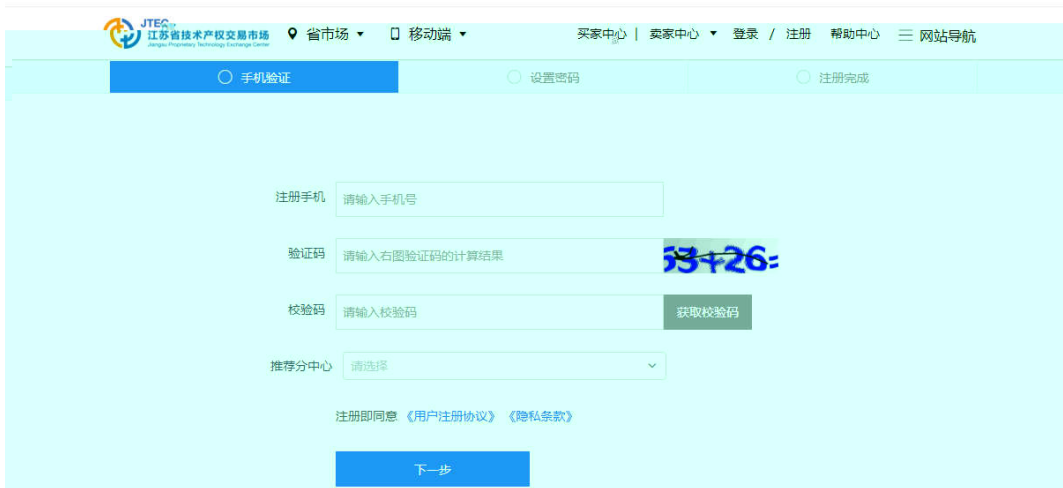 JTEC
江苏省技术产权交易市场 省市场 移动端 买家中心 | 卖家中心 登录 / 注册 帮助中心 网站导航
Jiangsu Proprietary Technology Exchange Center
手机验证 设置密码 注册完成
注册手机 请输入手机号
验证码 请输入右图验证码的计算结果 63+26=
校验码 请输入校验码 获取校验码
推荐分中心 请选择
注册即同意 《用户注册协议》 《隐私条款》
下一步